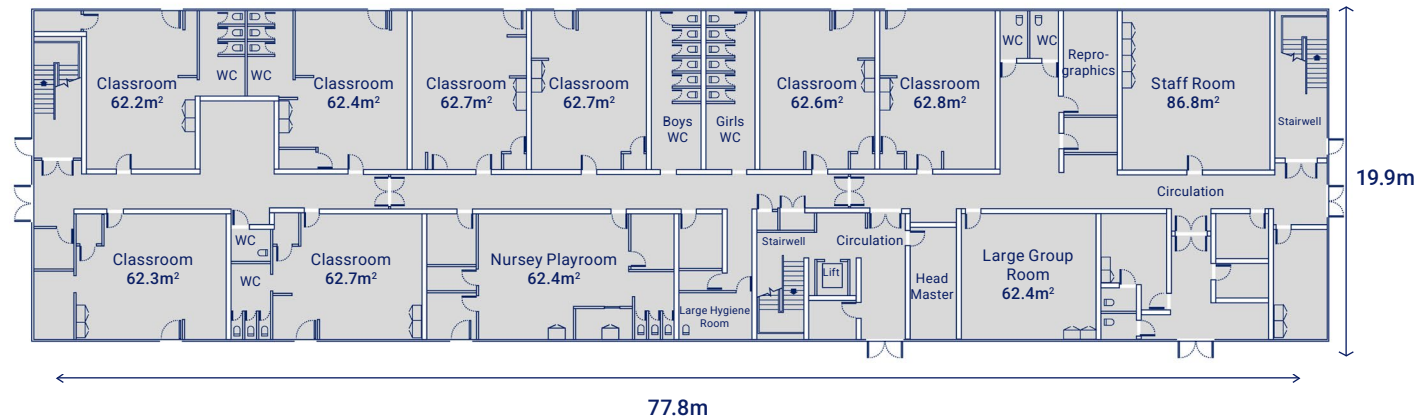 Classroom
62.2m²
WC
WC
Classroom
62.4m²
Classroom
62.7m²
Classroom
62.7m²
Boys
WC
Girls
WC
Classroom
62.6m²
Classroom
62.8m²
WC
WC
Repro-
graphics
Staff Room
86.8m²
Stairwell
19.9m
Circulation
Classroom
62.3m²
WC
WC
Classroom
62.7m²
Nursey Playroom
62.4m²
Large Hygiene
Room
Stairwell
Circulation
Lift
Head
Master
Large Group
Room
62.4m²
77.8m